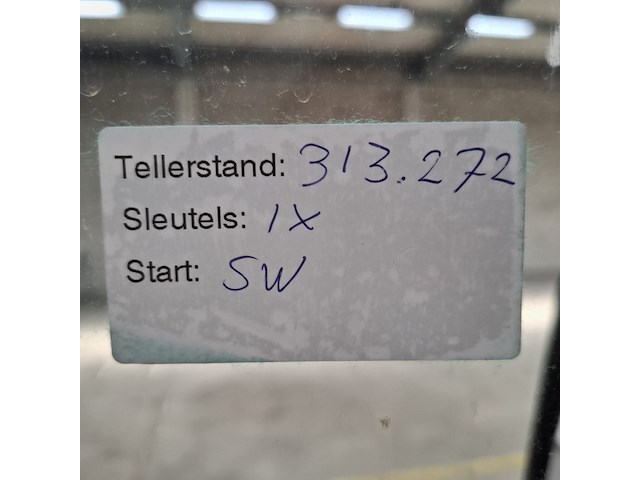 Tellerstand: 313.272
Sleutels: 1X
Start: SW